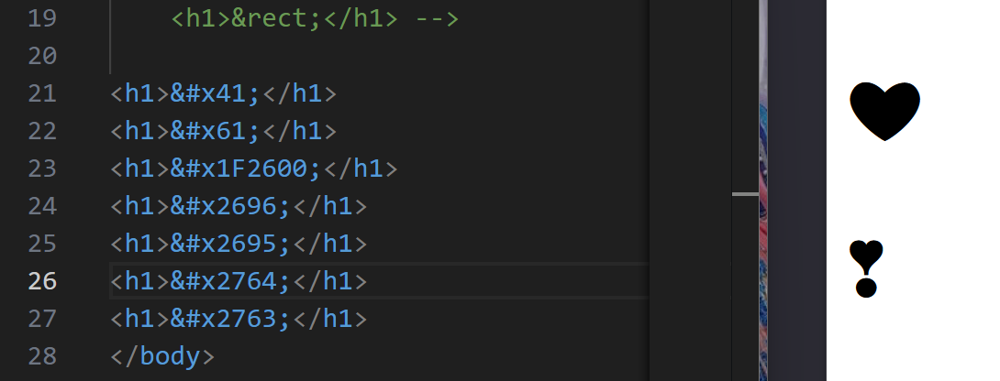 19 <h1>&rect;</h1> -->
20
21 <h1>&#x41;</h1>
22 <h1>&#x61;</h1>
23 <h1>&#x1F2600;</h1>
24 <h1>&#x2696;</h1>
25 <h1>&#x2695;</h1>
26 <h1>&#x2764;</h1>
27 <h1>&#x2763;</h1>
28 </body>
❤
❣